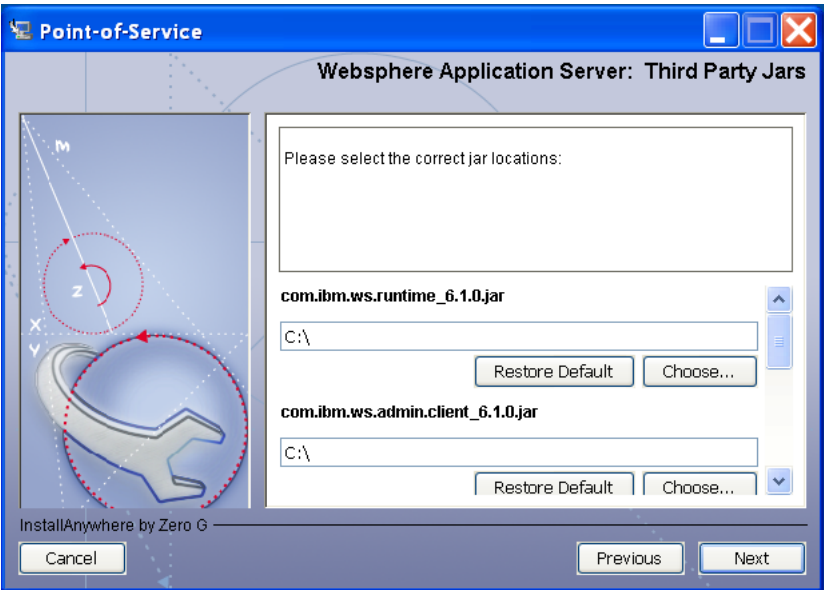 Point-of-Service
Websphere Application Server: Third Party Jars
M
Z
X
Y
Please select the correct jar locations:
com.ibm.ws.runtime_6.1.0.jar
C:\
Restore Default
Choose...
com.ibm.ws.admin.client_6.1.0.jar
C:\
Restore Default
Choose...
InstallAnywhere by Zero G
Cancel
Previous
Next